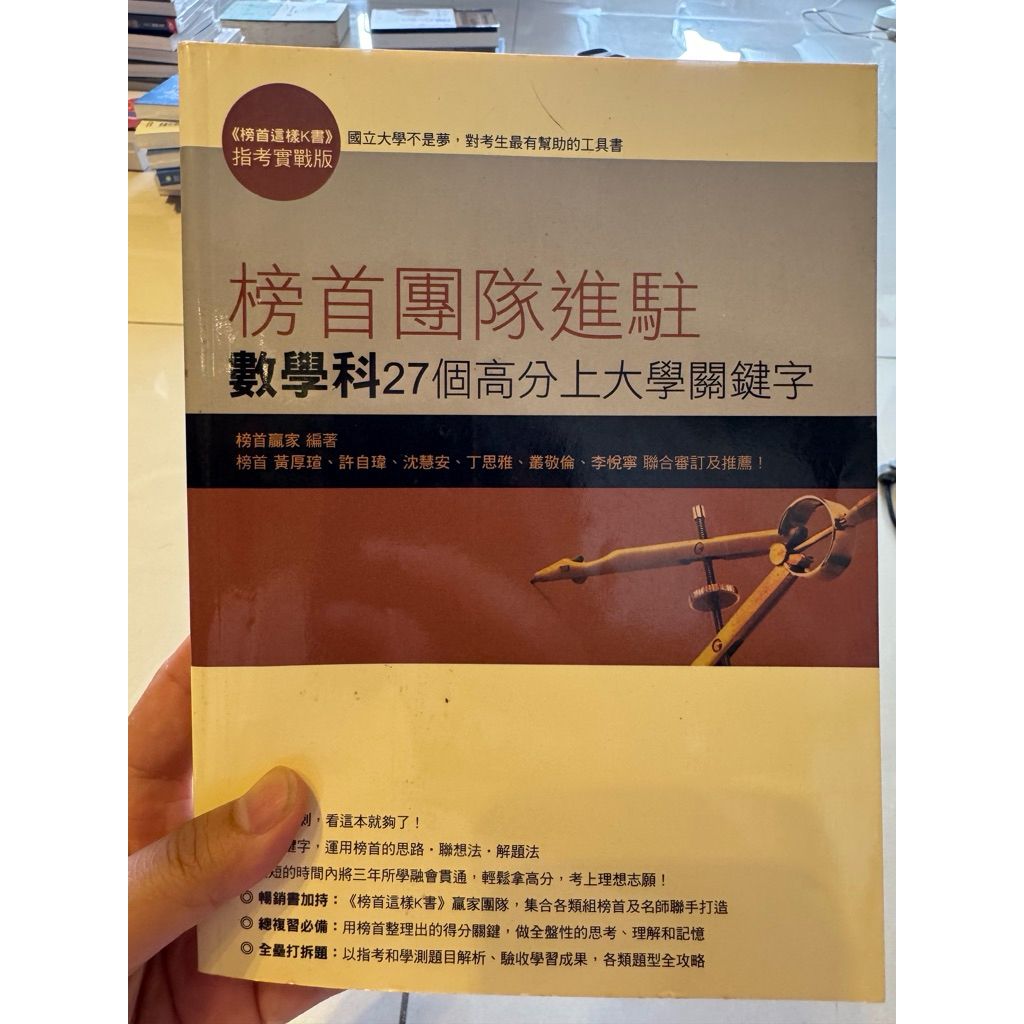 《榜首這樣K書》
指考實戰版
國立大學不是夢，對考生最有幫助的工具書
榜首團隊進駐
數學科27個高分上大學關鍵字
榜首贏家 編著
榜首 黃厚瑄、許自瑋、沈慧安、丁思雅、叢敬倫、李悅寧 聯合審訂及推薦！
，看這本就夠了！
鍵字，運用榜首的思路・聯想法・解題法
短的時間內將三年所學融會貫通，輕鬆拿高分，考上理想志願！
◎ 暢銷書加持：《榜首這樣K書》贏家團隊，集合各類組榜首及名師聯手打造
◎ 總複習必備：用榜首整理出的得分關鍵，做全盤性的思考、理解和記憶
◎ 全壘打拆題：以指考和學測題目解析、驗收學習成果，各類題型全攻略
G
G